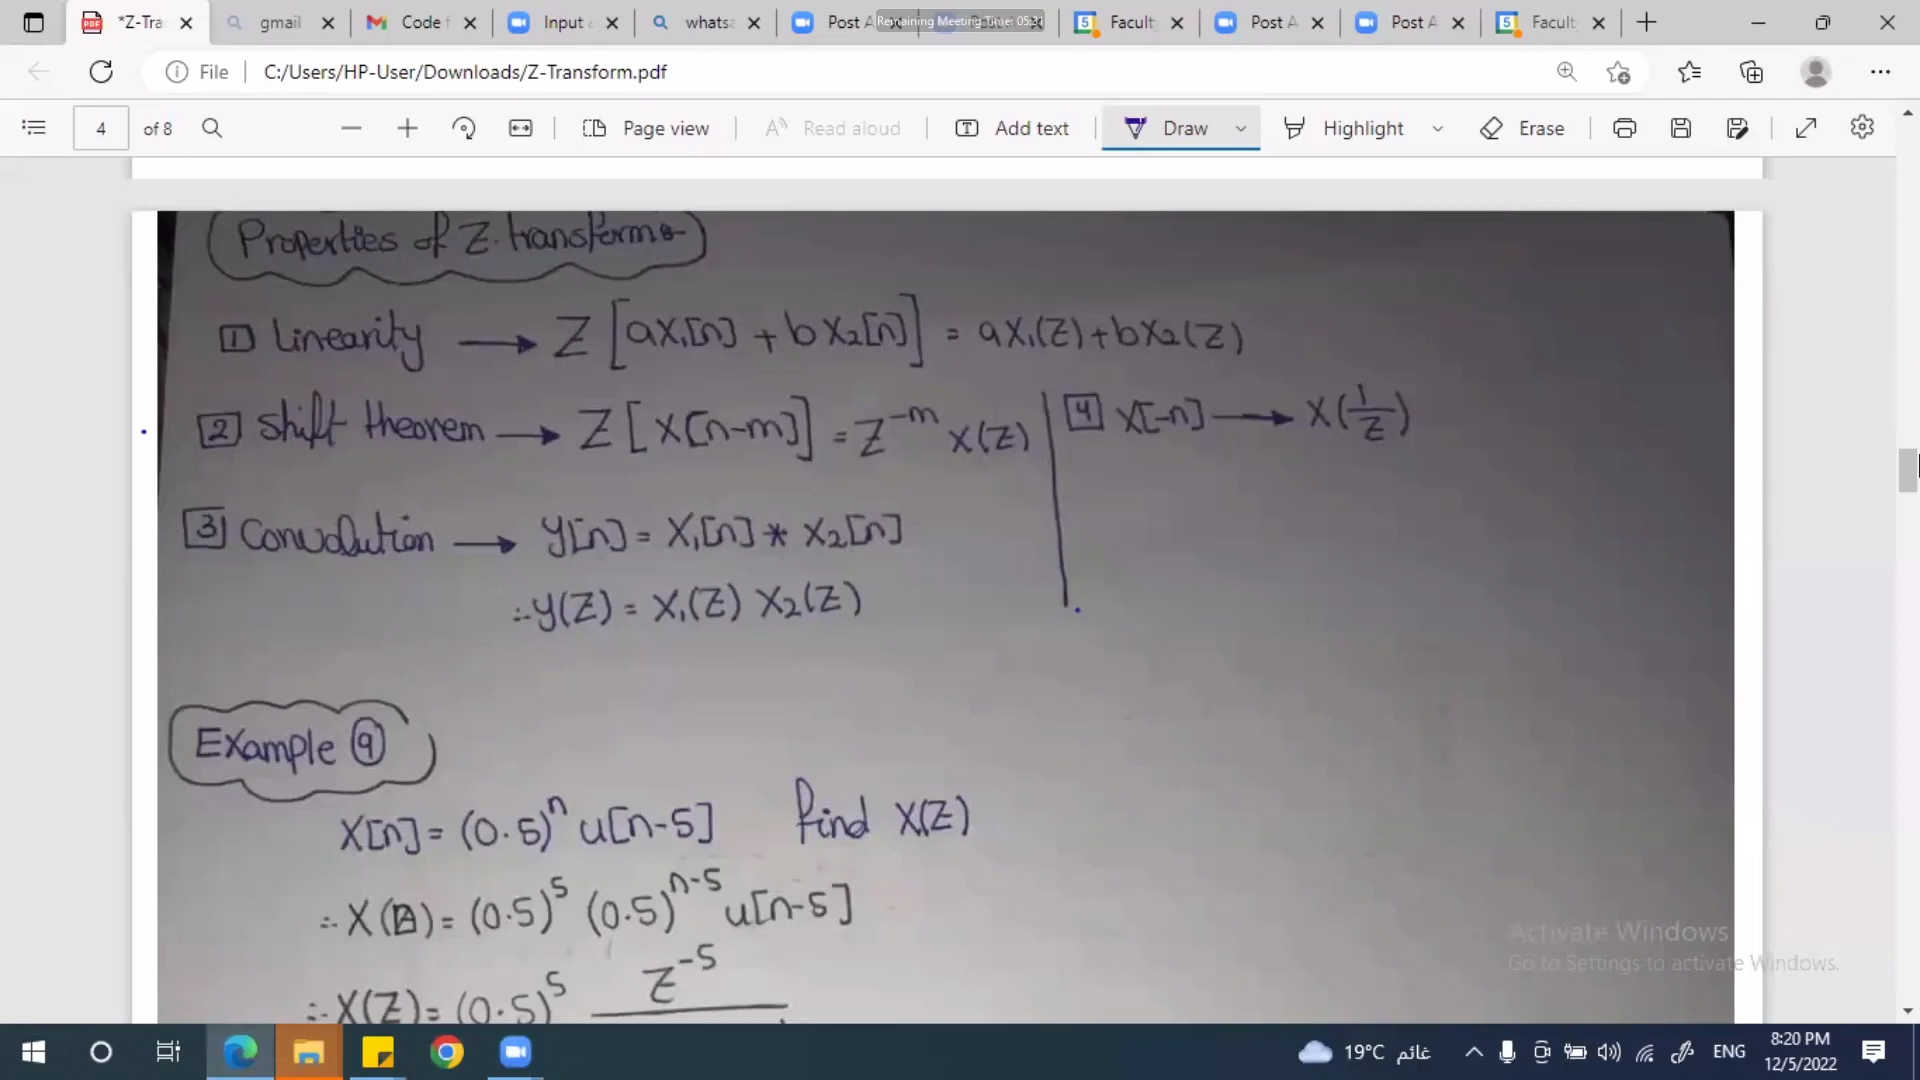 *Z-Tra
gmail
Code f
Input a
whatsa
Post A
Remaining Meeting Time: 05:31
Facult
Post A
Post A
Facult
File
C:/Users/HP-User/Downloads/Z-Transform.pdf
4 of 8
Page view
Read aloud
Add text
Draw
Highlight
Erase
Properties of Z.transforms
1 Linearity → Z [ax₁[n] + bx₂[n]] = aX₁(Z)+bX₂(Z)
2 Shift theorem → Z [X[n-m]] = Z⁻ᵐ X(Z)
4 X[-n] → X(1/Z)
3 Convolution → y[n] = X₁[n] * X₂[n]
∴ y(Z) = X₁(Z) X₂(Z)
Example 9
X[n] = (0.5)ⁿ u[n-5] find X(Z)
(0.5)⁵ (0.5)ⁿ⁻⁵ u[n-5]
∴ X(Z) = (0.5)⁵ Z⁻⁵
Activate Windows
Go to Settings to activate Windows.
19°C غائم
ENG
8:20 PM
12/5/2022